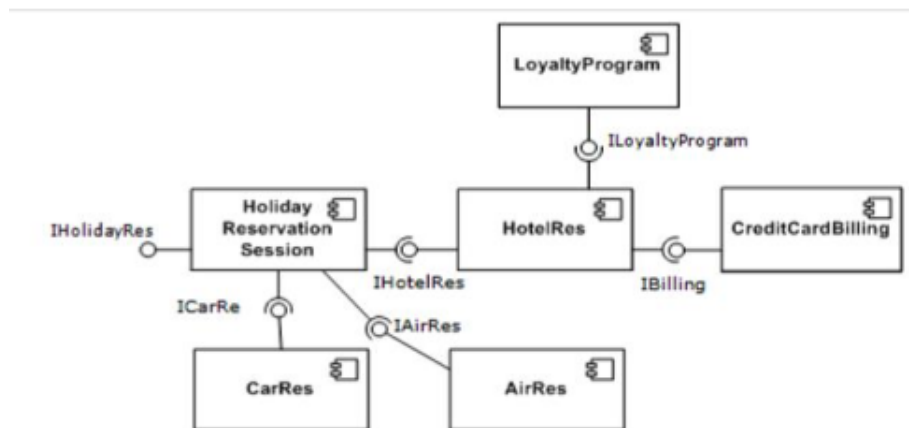 LoyaltyProgram
ILoyaltyProgram
Holiday
Reservation
Session
HotelRes
CreditCardBilling
IHolidayRes
IHotelRes
IBilling
ICarRe
IAirRes
CarRes
AirRes